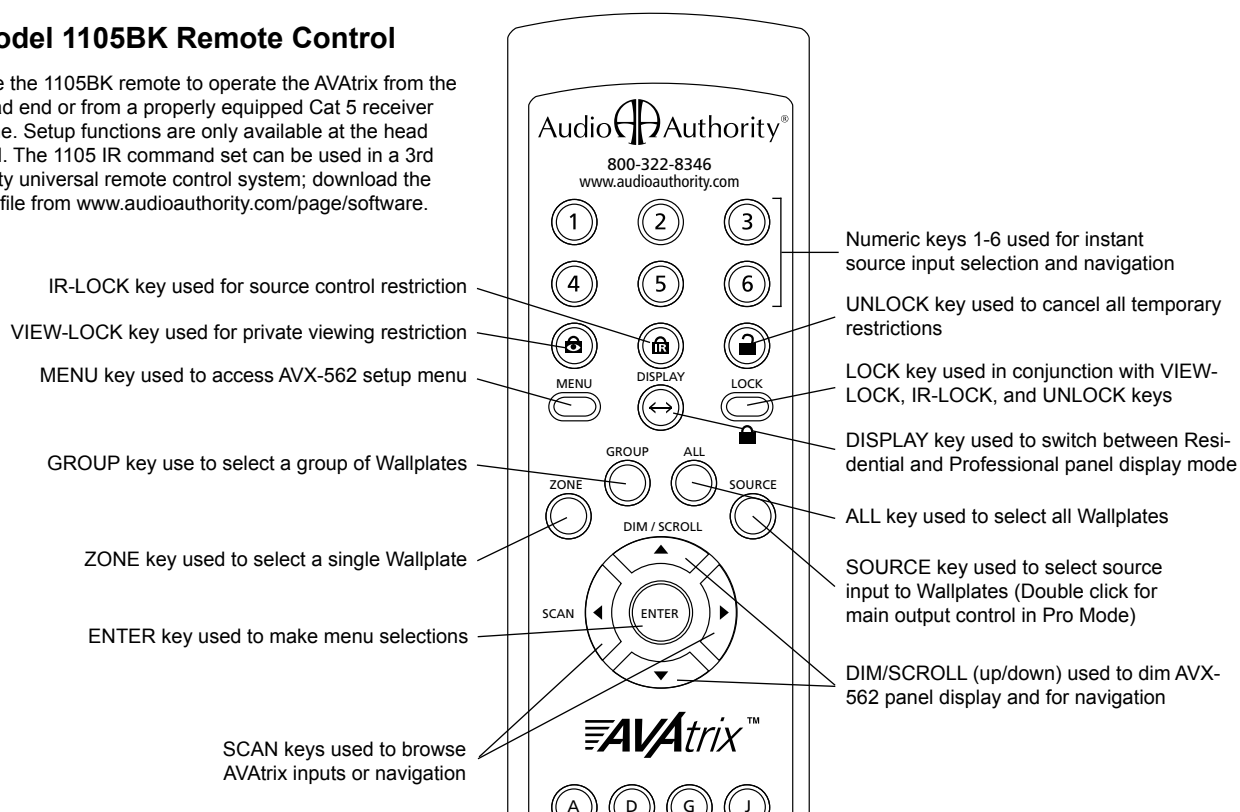 odel 1105BK Remote Control
e the 1105BK remote to operate the AVAtrix from the
ad end or from a properly equipped Cat 5 receiver
e. Setup functions are only available at the head
. The 1105 IR command set can be used in a 3rd
ty universal remote control system; download the
file from www.audioauthority.com/page/software.
Audio Authority®
800-322-8346
www.audioauthority.com
1 2 3
4 5 6
IR
MENU DISPLAY LOCK
GROUP ALL
ZONE SOURCE
DIM / SCROLL
SCAN ENTER
AVAtrix™
A D G J
IR-LOCK key used for source control restriction
VIEW-LOCK key used for private viewing restriction
MENU key used to access AVX-562 setup menu
GROUP key use to select a group of Wallplates
ZONE key used to select a single Wallplate
ENTER key used to make menu selections
SCAN keys used to browse
AVAtrix inputs or navigation
Numeric keys 1-6 used for instant
source input selection and navigation
UNLOCK key used to cancel all temporary
restrictions
LOCK key used in conjunction with VIEW-
LOCK, IR-LOCK, and UNLOCK keys
DISPLAY key used to switch between Resi-
dential and Professional panel display mode
ALL key used to select all Wallplates
SOURCE key used to select source
input to Wallplates (Double click for
main output control in Pro Mode)
DIM/SCROLL (up/down) used to dim AVX-
562 panel display and for navigation